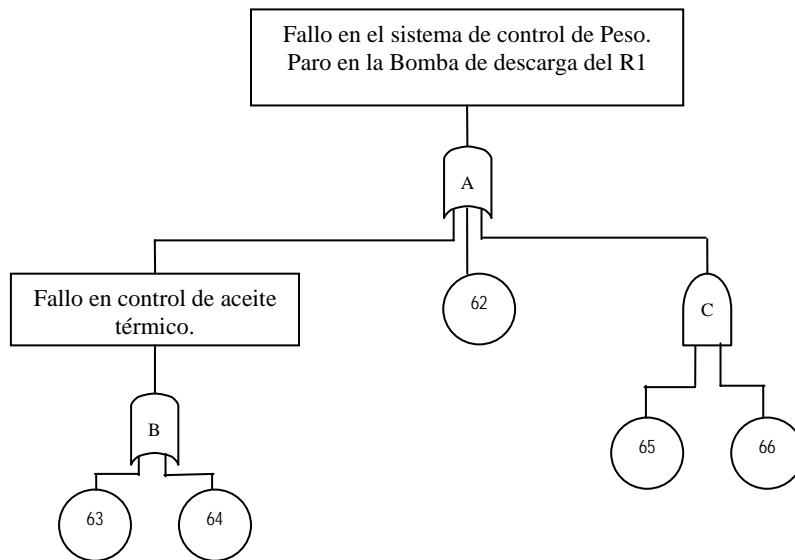 Fallo en el sistema de control de Peso.
Paro en la Bomba de descarga del R1
A
Fallo en control de aceite
térmico.
62
C
B
65
66
63
64